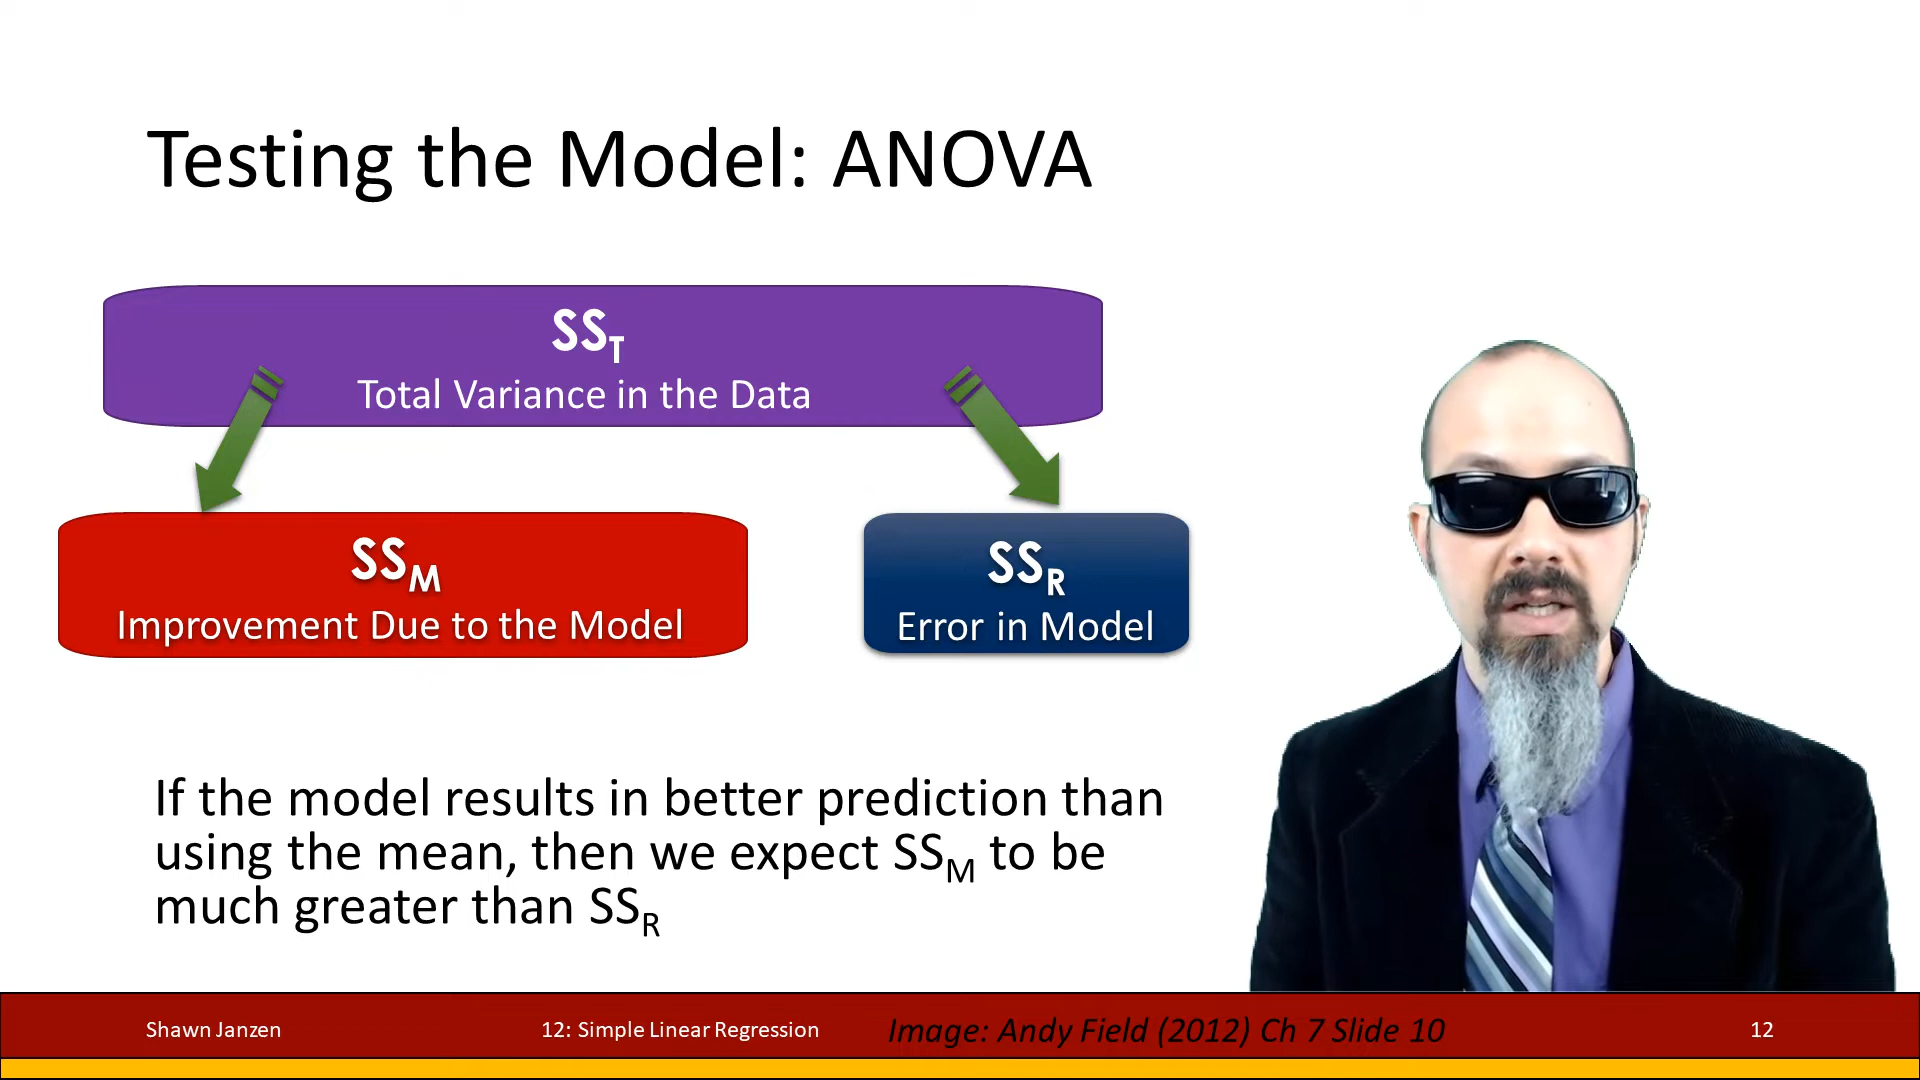 Testing the Model: ANOVA
SST
Total Variance in the Data
SSM
Improvement Due to the Model
SSR
Error in Model
If the model results in better prediction than
using the mean, then we expect SSM to be
much greater than SSR
Shawn Janzen
12: Simple Linear Regression
Image: Andy Field (2012) Ch 7 Slide 10
12